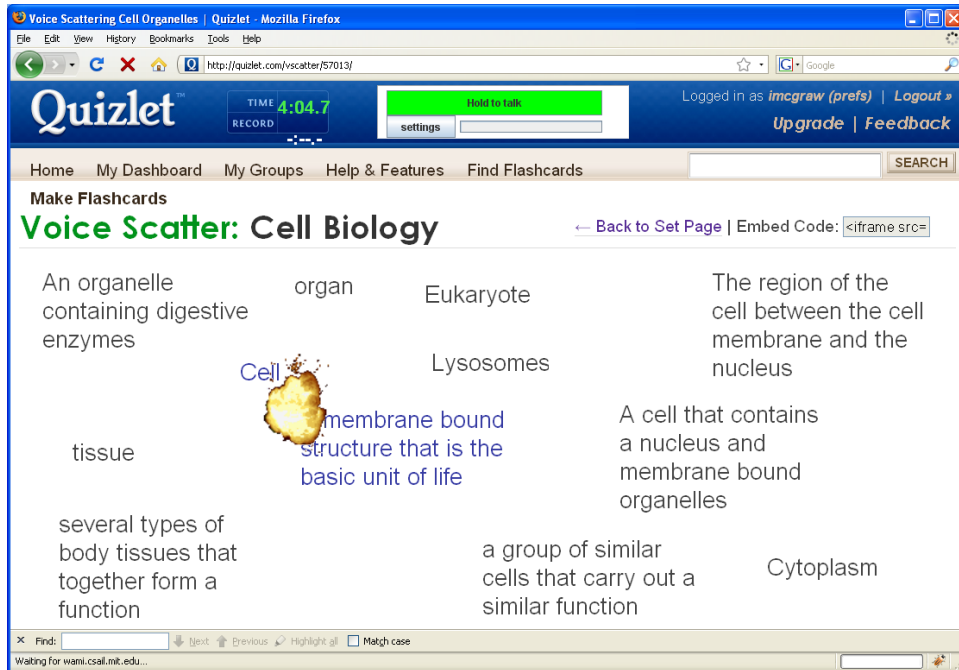 Voice Scattering Cell Organelles | Quizlet - Mozilla Firefox
File Edit View History Bookmarks Tools Help
http://quizlet.com/vscatter/57013/
G Google
Quizlet™
TIME 4:04.7
RECORD -:--.-
Hold to talk
settings
Logged in as imcgraw (prefs) | Logout »
Upgrade | Feedback
Home My Dashboard My Groups Help & Features Find Flashcards
SEARCH
Make Flashcards
Voice Scatter: Cell Biology
← Back to Set Page | Embed Code: <iframe src=
An organelle
containing digestive
enzymes
organ
Eukaryote
The region of the
cell between the cell
membrane and the
nucleus
Cell
Lysosomes
membrane bound
structure that is the
basic unit of life
tissue
A cell that contains
a nucleus and
membrane bound
organelles
several types of
body tissues that
together form a
function
a group of similar
cells that carry out a
similar function
Cytoplasm
× Find: Next Previous Highlight all Match case
Waiting for wami.csail.mit.edu...